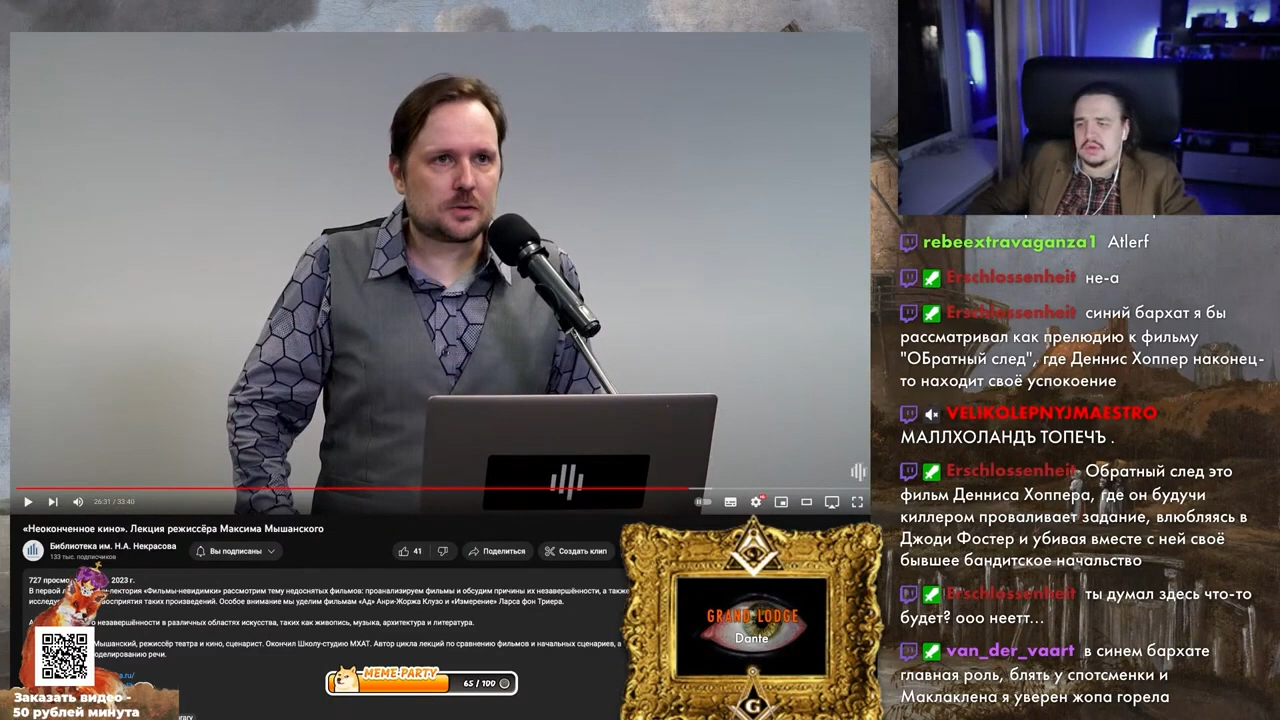 26:31 / 33:40
«Неоконченное кино». Лекция режиссёра Максима Мышанского
Библиотека им. Н.А. Некрасова
133 тыс. подписчиков
Вы подписаны
41
Поделиться
Создать клип
727 просмо
2023 г.
В первой
-лектория «Фильмы-невидимки» рассмотрим тему недоснятых фильмов: проанализируем фильмы и обсудим причины их незавершённости, а также
исследу
восприятия таких произведений. Особое внимание мы уделим фильмам «Ад» Анри-Жоржа Клузо и «Измерение» Ларса фон Триера.
незавершённости в различных областях искусства, таких как живопись, музыка, архитектура и литература.
Мышанский, режиссёр театра и кино, сценарист. Окончил Школу-студию МХАТ. Автор цикла лекций по сравнению фильмов и начальных сценариев, а
моделированию речи.
Заказать видео -
50 рублей минута
MEME PARTY
65 / 100
GRAND LODGE
Dante
G
rebeextravaganza1 Atlerf
Erschlossenheit не-а
Erschlossenheit синий бархат я бы
рассматривал как прелюдию к фильму
"ОБратный след", где Деннис Хоппер наконец-
то находит своё успокоение
VELIKOLEPNYJMAESTRO
МАЛЛХОЛАНДЪ ТОПЕЧЪ .
Erschlossenheit Обратный след это
фильм Денниса Хоппера, где он будучи
киллером проваливает задание, влюбляясь в
Джоди Фостер и убивая вместе с ней своё
бывшее бандитское начальство
Erschlossenheit ты думал здесь что-то
будет? ооо неетт...
van_der_vaart в синем бархате
главная роль, блять у спотсменки и
Маклаклена я уверен жопа горела